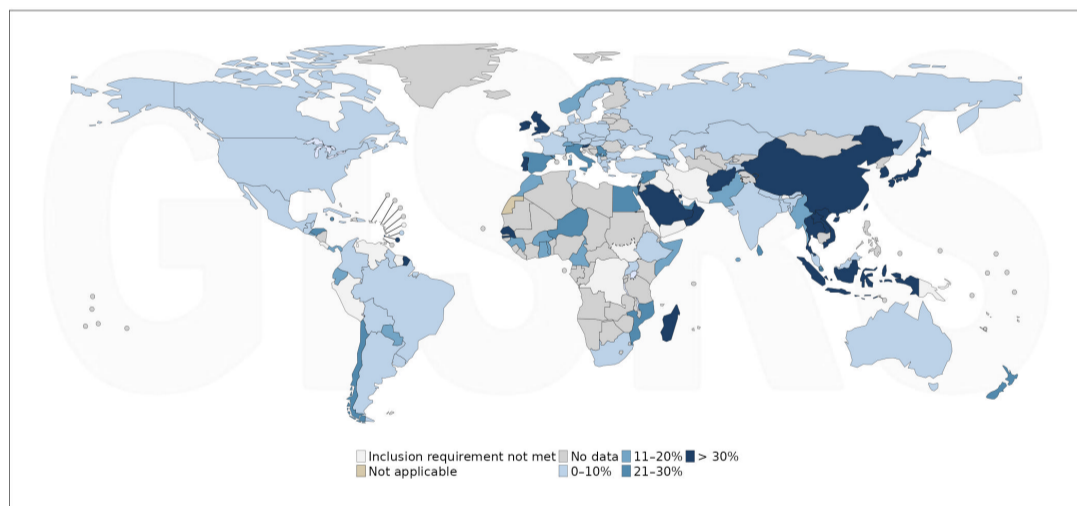 GISRS
Inclusion requirement not met No data 11–20% > 30%
Not applicable 0–10% 21–30%